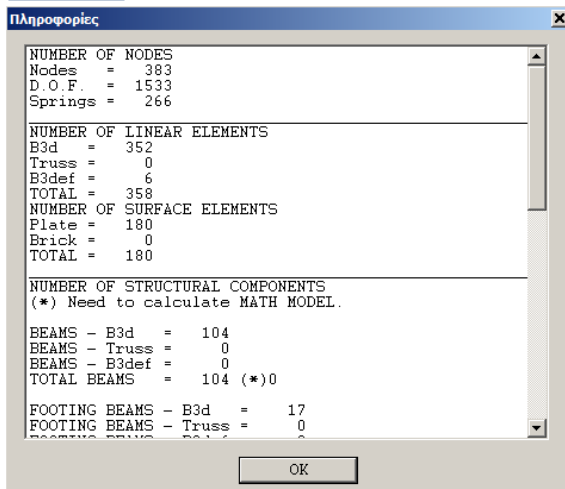 Πληροφορίες
NUMBER OF NODES
Nodes = 383
D.O.F. = 1533
Springs = 266
NUMBER OF LINEAR ELEMENTS
B3d = 352
Truss = 0
B3def = 6
TOTAL = 358
NUMBER OF SURFACE ELEMENTS
Plate = 180
Brick = 0
TOTAL = 180
NUMBER OF STRUCTURAL COMPONENTS
(*) Need to calculate MATH MODEL.
BEAMS - B3d = 104
BEAMS - Truss = 0
BEAMS - B3def = 0
TOTAL BEAMS = 104 (*)0
FOOTING BEAMS - B3d = 17
FOOTING BEAMS - Truss = 0
OK